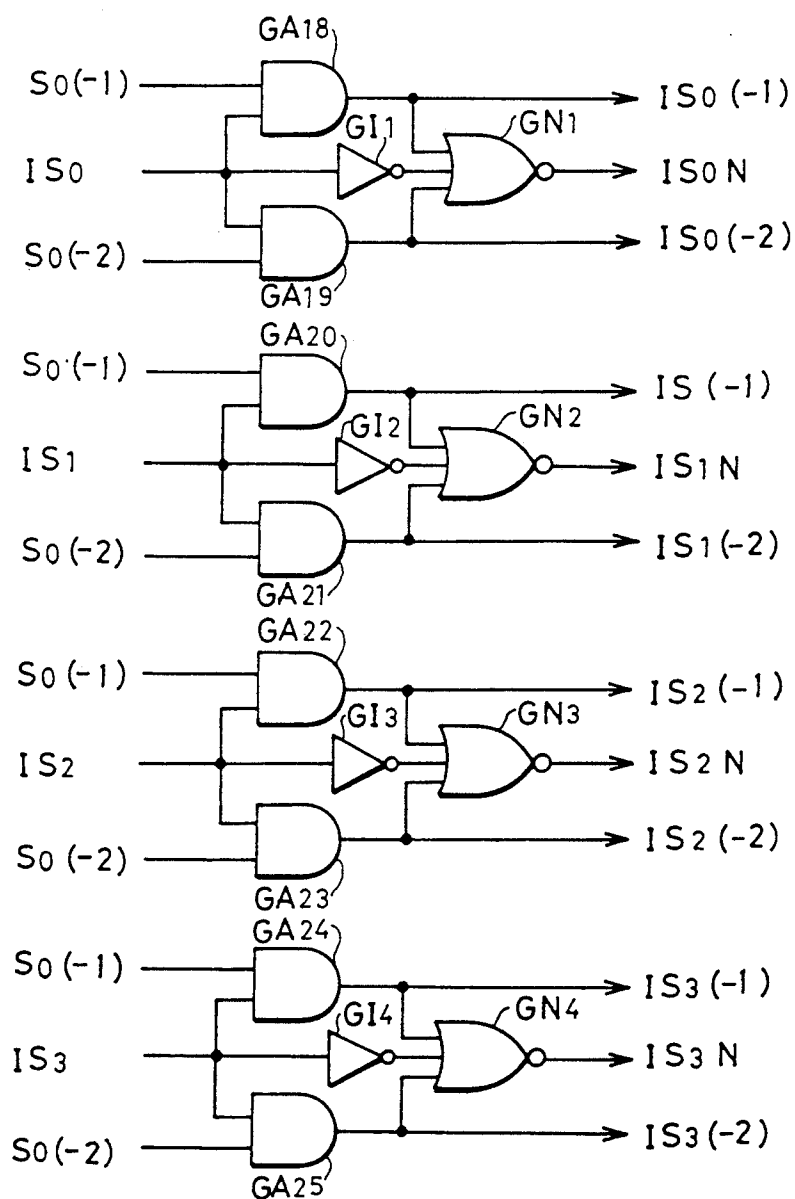 GA18
S0(-1)
IS0(-1)
GI1
GN1
IS0
IS0N
S0(-2)
IS0(-2)
GA19
GA20
S0(-1)
IS(-1)
GI2
GN2
IS1
IS1N
S0(-2)
IS1(-2)
GA21
GA22
S0(-1)
IS2(-1)
GI3
GN3
IS2
IS2N
S0(-2)
IS2(-2)
GA23
GA24
S0(-1)
IS3(-1)
GI4
GN4
IS3
IS3N
S0(-2)
IS3(-2)
GA25